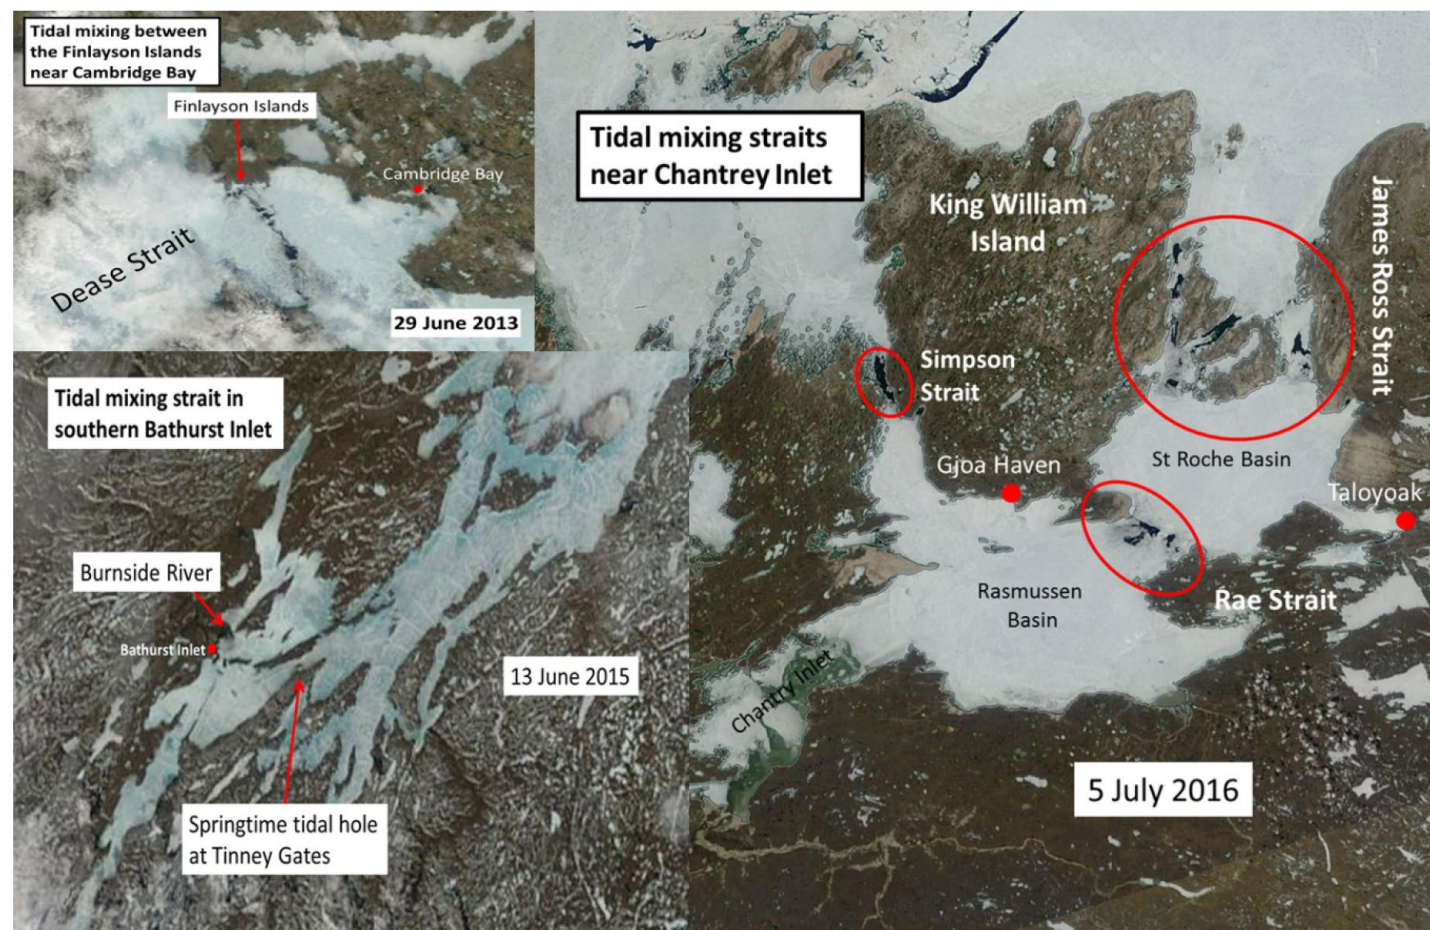 Tidal mixing between
the Finlayson Islands
near Cambridge Bay
Finlayson Islands
Cambridge Bay
Dease Strait
29 June 2013
Tidal mixing strait in
southern Bathurst Inlet
Burnside River
Bathurst Inlet
13 June 2015
Springtime tidal hole
at Tinney Gates
Tidal mixing straits
near Chantrey Inlet
King William
Island
James Ross Strait
Simpson
Strait
St Roche Basin
Gjoa Haven
Taloyoak
Rasmussen
Basin
Rae Strait
Chantry Inlet
5 July 2016